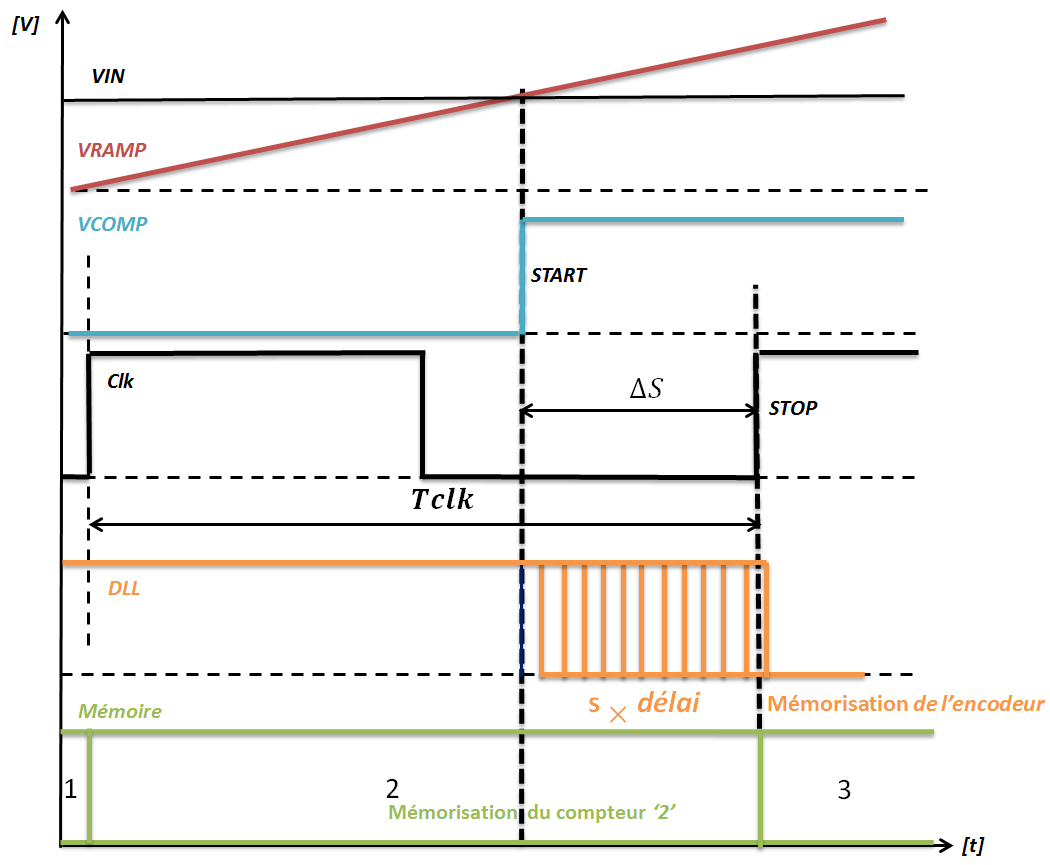 [V]
VIN
VRAMP
VCOMP
START
Clk
ΔS
STOP
Tclk
DLL
s × délai
Mémorisation de l'encodeur
Mémoire
1
2
3
Mémorisation du compteur '2'
[t]